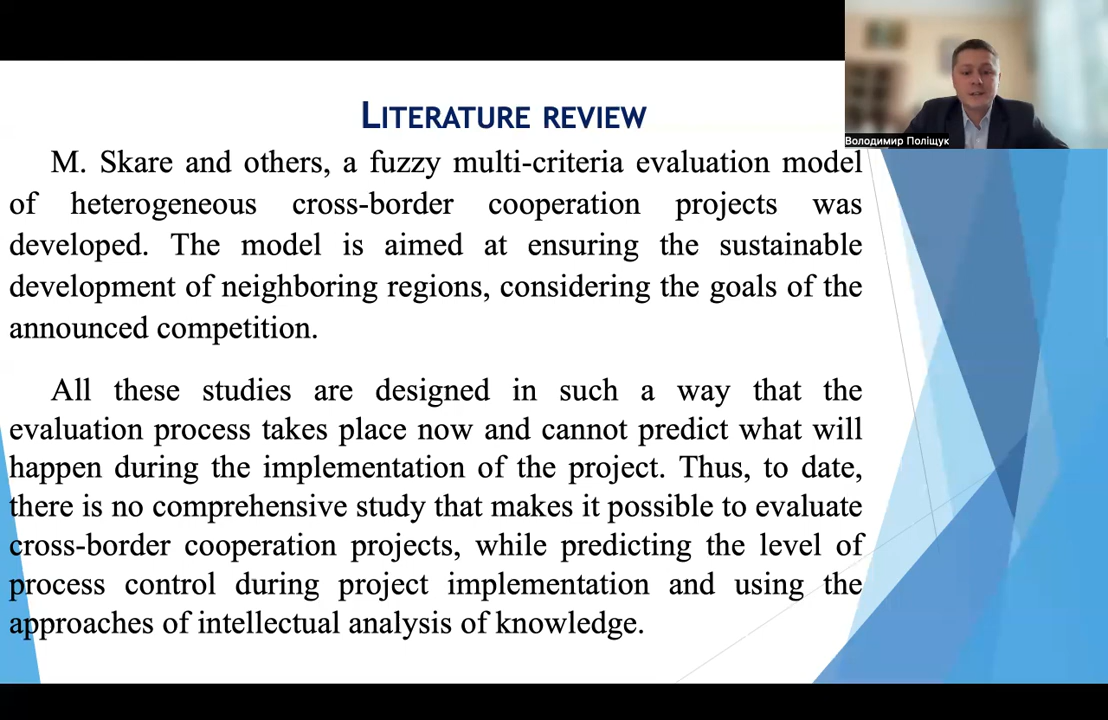 LITERATURE REVIEW
Володимир Поліщук
M. Skare and others, a fuzzy multi-criteria evaluation model
of heterogeneous cross-border cooperation projects was
developed. The model is aimed at ensuring the sustainable
development of neighboring regions, considering the goals of the
announced competition.
All these studies are designed in such a way that the
evaluation process takes place now and cannot predict what will
happen during the implementation of the project. Thus, to date,
there is no comprehensive study that makes it possible to evaluate
cross-border cooperation projects, while predicting the level of
process control during project implementation and using the
approaches of intellectual analysis of knowledge.